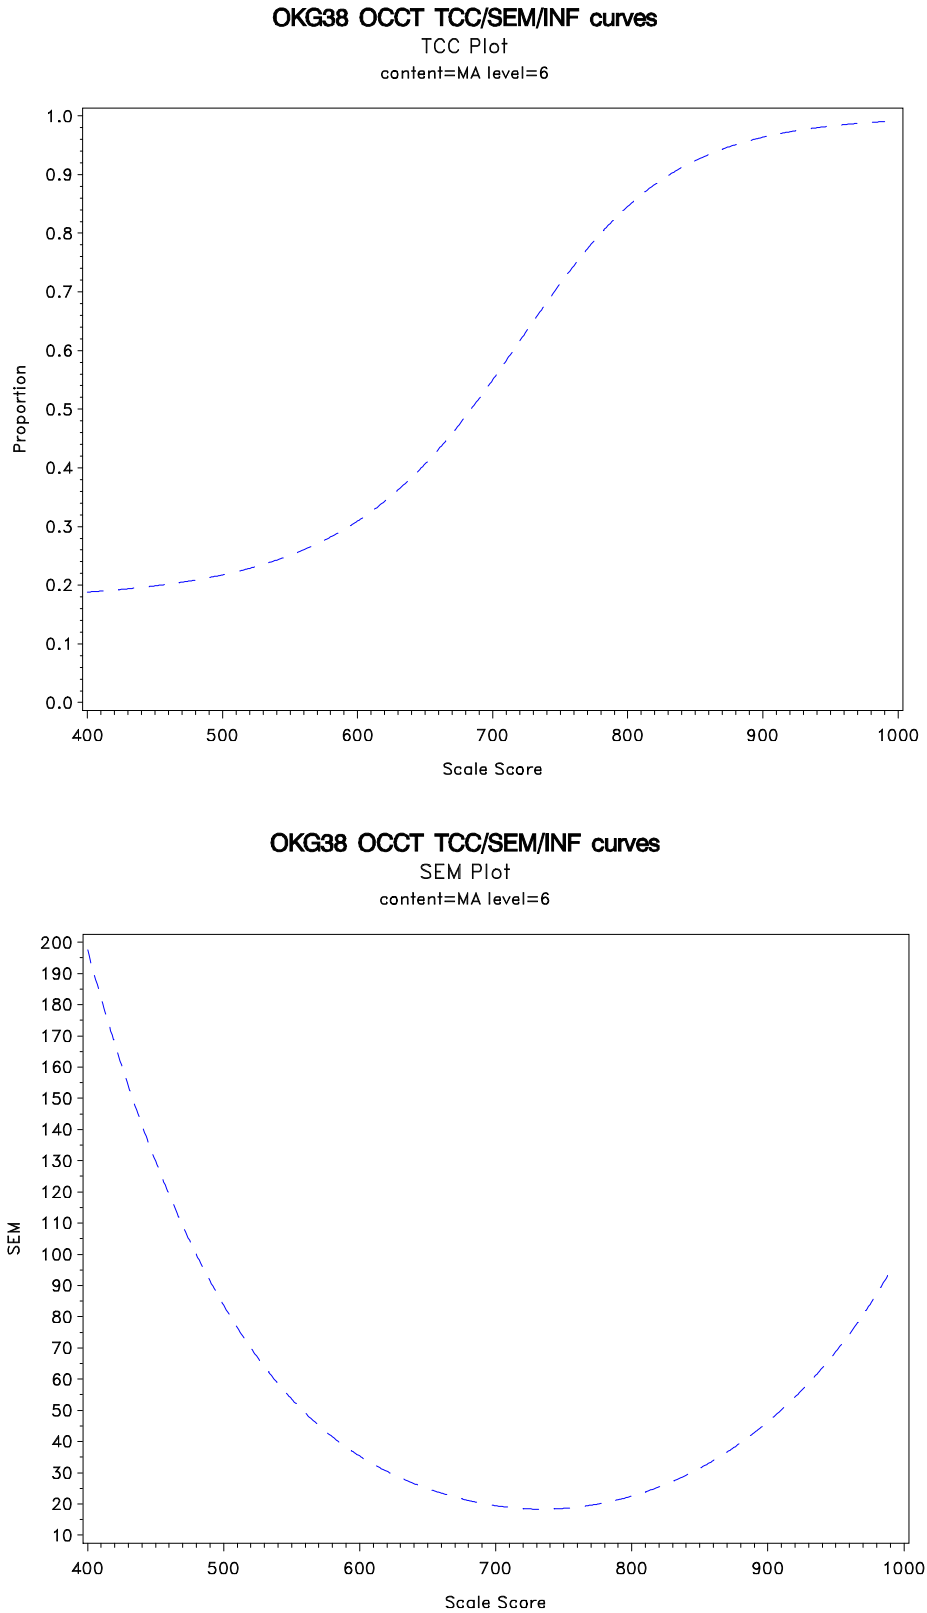 OKG38 OCCT TCC/SEM/INF curves
TCC Plot
content=MA level=6
1.0
0.9
0.8
0.7
0.6
0.5
0.4
0.3
0.2
0.1
0.0
Proportion
400 500 600 700 800 900 1000
Scale Score
OKG38 OCCT TCC/SEM/INF curves
SEM Plot
content=MA level=6
200
190
180
170
160
150
140
130
120
110
100
90
80
70
60
50
40
30
20
10
SEM
400 500 600 700 800 900 1000
Scale Score